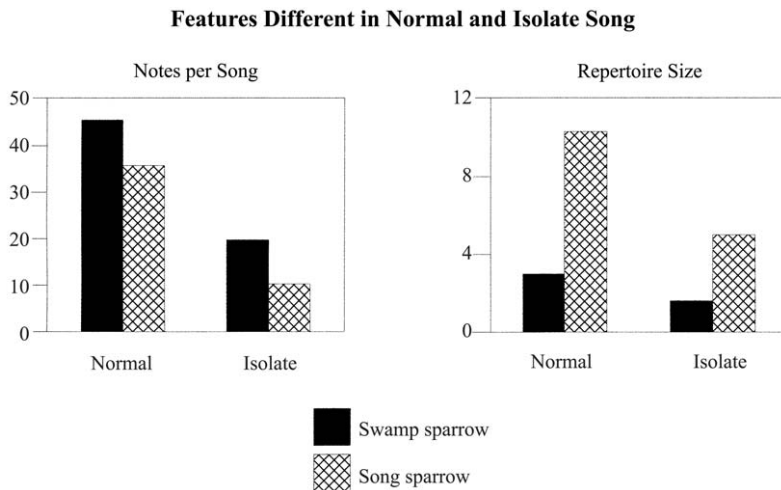 Features Different in Normal and Isolate Song
Notes per Song
50
40
30
20
10
0
Normal
Isolate
Repertoire Size
12
8
4
0
Normal
Isolate
Swamp sparrow
Song sparrow